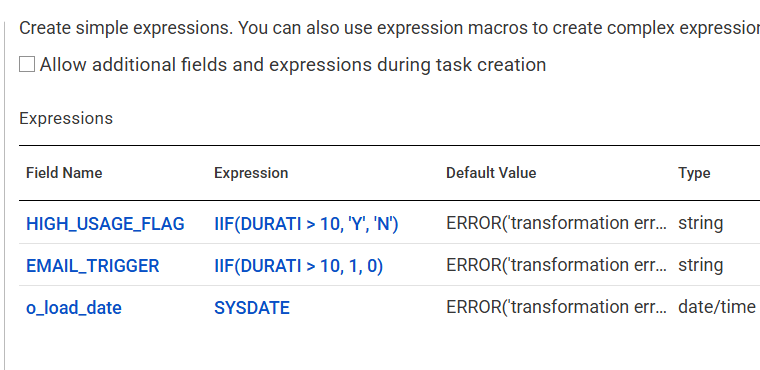 Create simple expressions. You can also use expression macros to create complex expression
Allow additional fields and expressions during task creation
Expressions
Field Name Expression Default Value Type
HIGH_USAGE_FLAG IIF(DURATI > 10, 'Y', 'N') ERROR('transformation err... string
EMAIL_TRIGGER IIF(DURATI > 10, 1, 0) ERROR('transformation err... string
o_load_date SYSDATE ERROR('transformation err... date/time